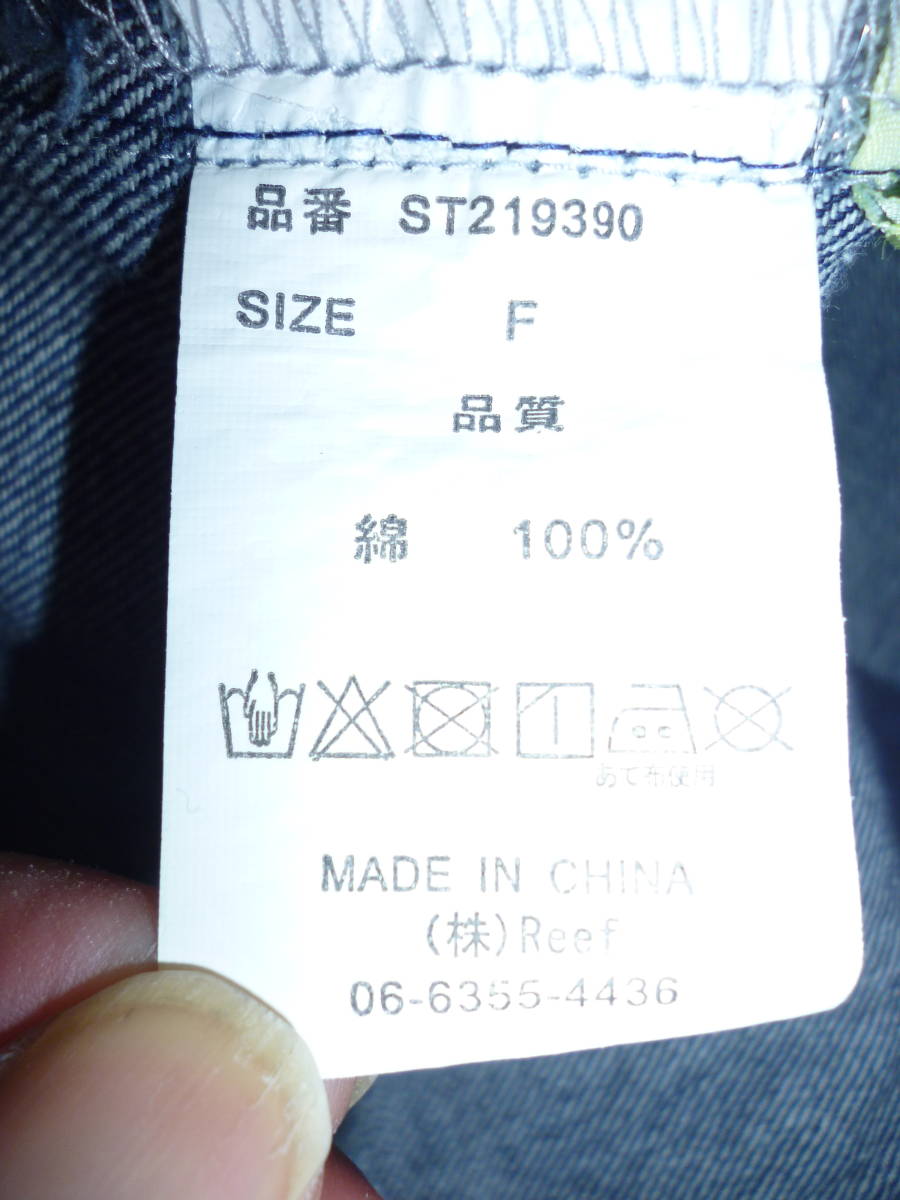 品番 ST219390
SIZE F
品質
綿 100%
あて布使用
MADE IN CHINA
(株)Reef
06-6355-4436